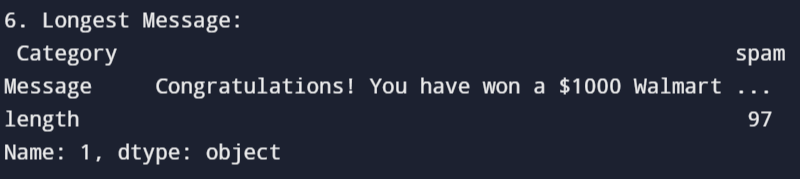 6. Longest Message:
Category spam
Message Congratulations! You have won a $1000 Walmart ...
length 97
Name: 1, dtype: object